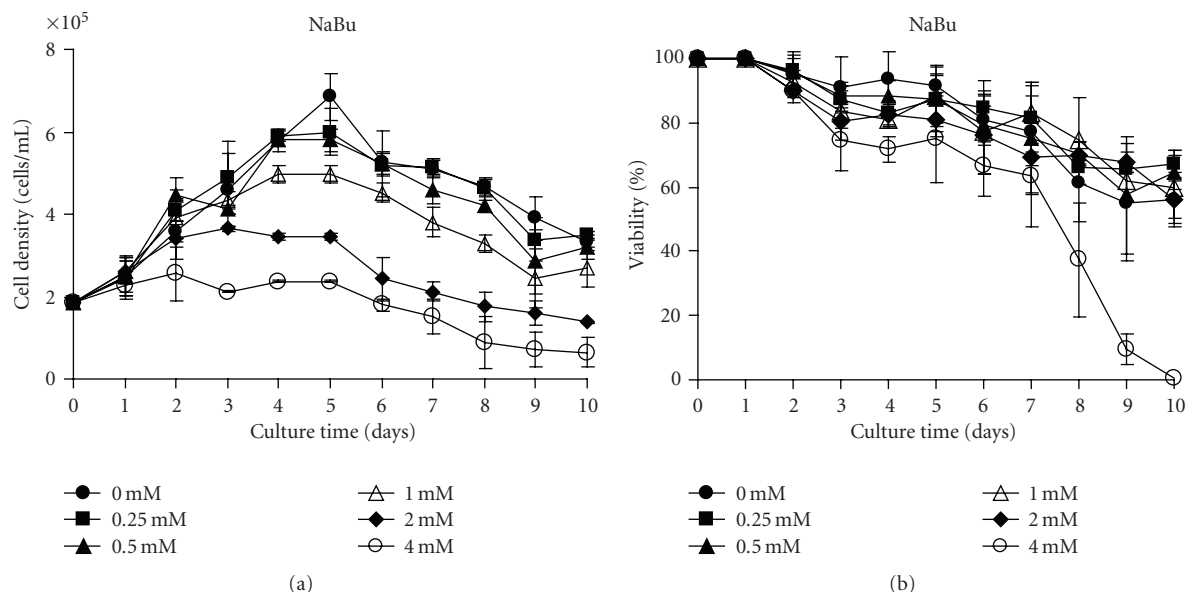 NaBu
×10⁵
8
6
4
2
0
Cell density (cells/mL)
0 1 2 3 4 5 6 7 8 9 10
Culture time (days)
0 mM
0.25 mM
0.5 mM
1 mM
2 mM
4 mM
(a)
NaBu
100
80
60
40
20
0
Viability (%)
0 1 2 3 4 5 6 7 8 9 10
Culture time (days)
0 mM
0.25 mM
0.5 mM
1 mM
2 mM
4 mM
(b)